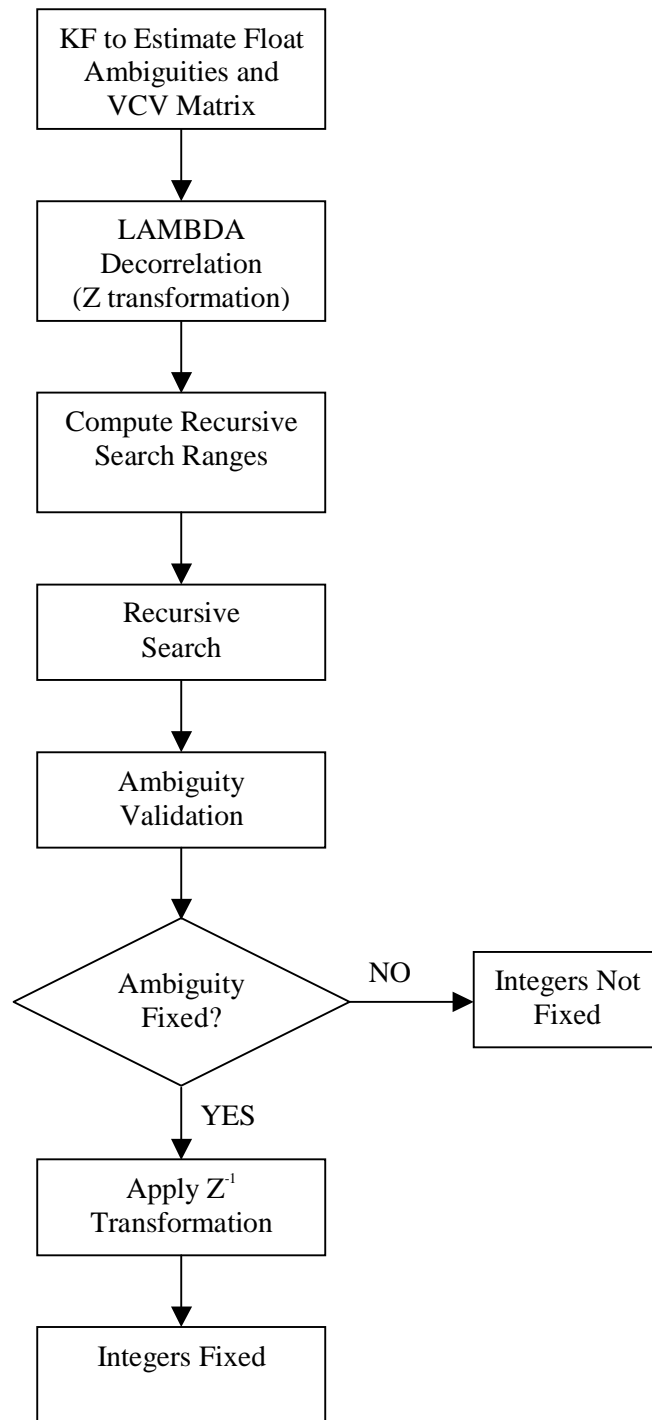 KF to Estimate Float
Ambiguities and
VCV Matrix
LAMBDA
Decorrelation
(Z transformation)
Compute Recursive
Search Ranges
Recursive
Search
Ambiguity
Validation
Ambiguity
Fixed?
NO
Integers Not
Fixed
YES
Apply Z⁻¹
Transformation
Integers Fixed